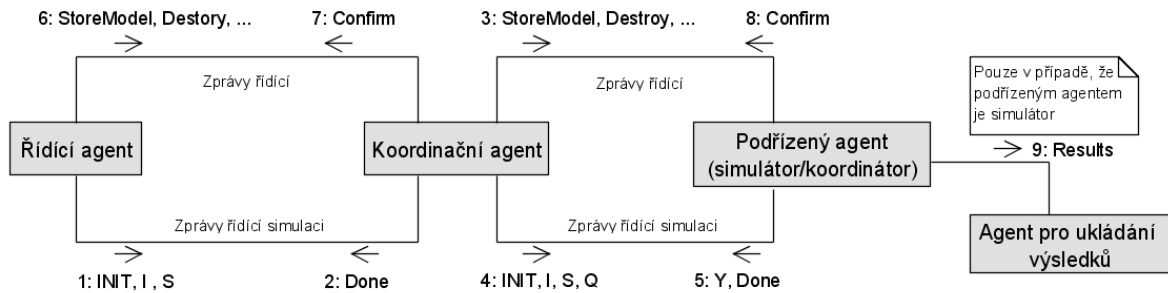 6: StoreModel, Destory, ...
7: Confirm
3: StoreModel, Destroy, ...
8: Confirm
Zprávy řídící
Zprávy řídící
Pouze v případě, že
podřízeným agentem
je simulátor
Řídící agent
Koordinační agent
Podřízený agent
(simulátor/koordinátor)
9: Results
Zprávy řídící simulaci
Zprávy řídící simulaci
Agent pro ukládání
výsledků
1: INIT, I , S
2: Done
4: INIT, I, S, Q
5: Y, Done